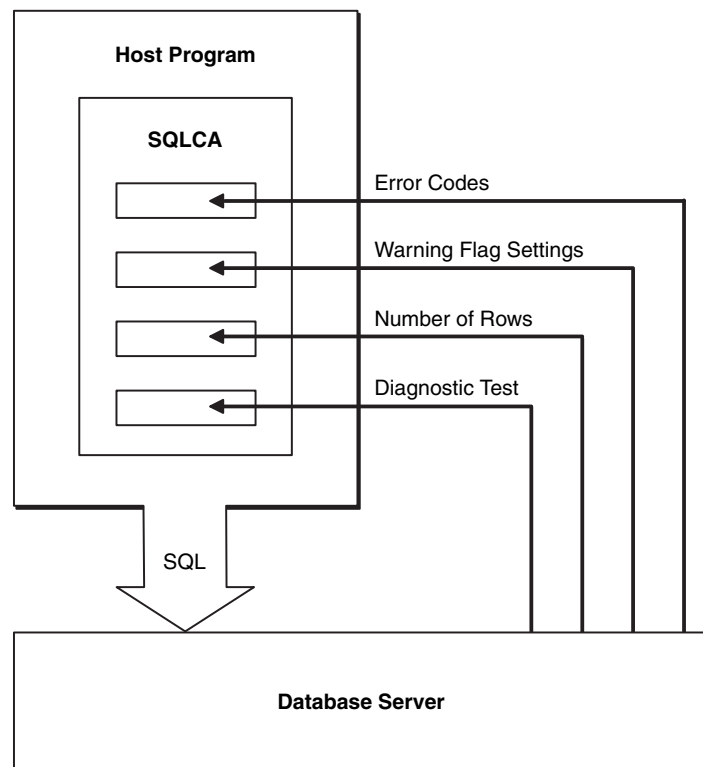 Host Program
SQLCA
Error Codes
Warning Flag Settings
Number of Rows
Diagnostic Test
SQL
Database Server